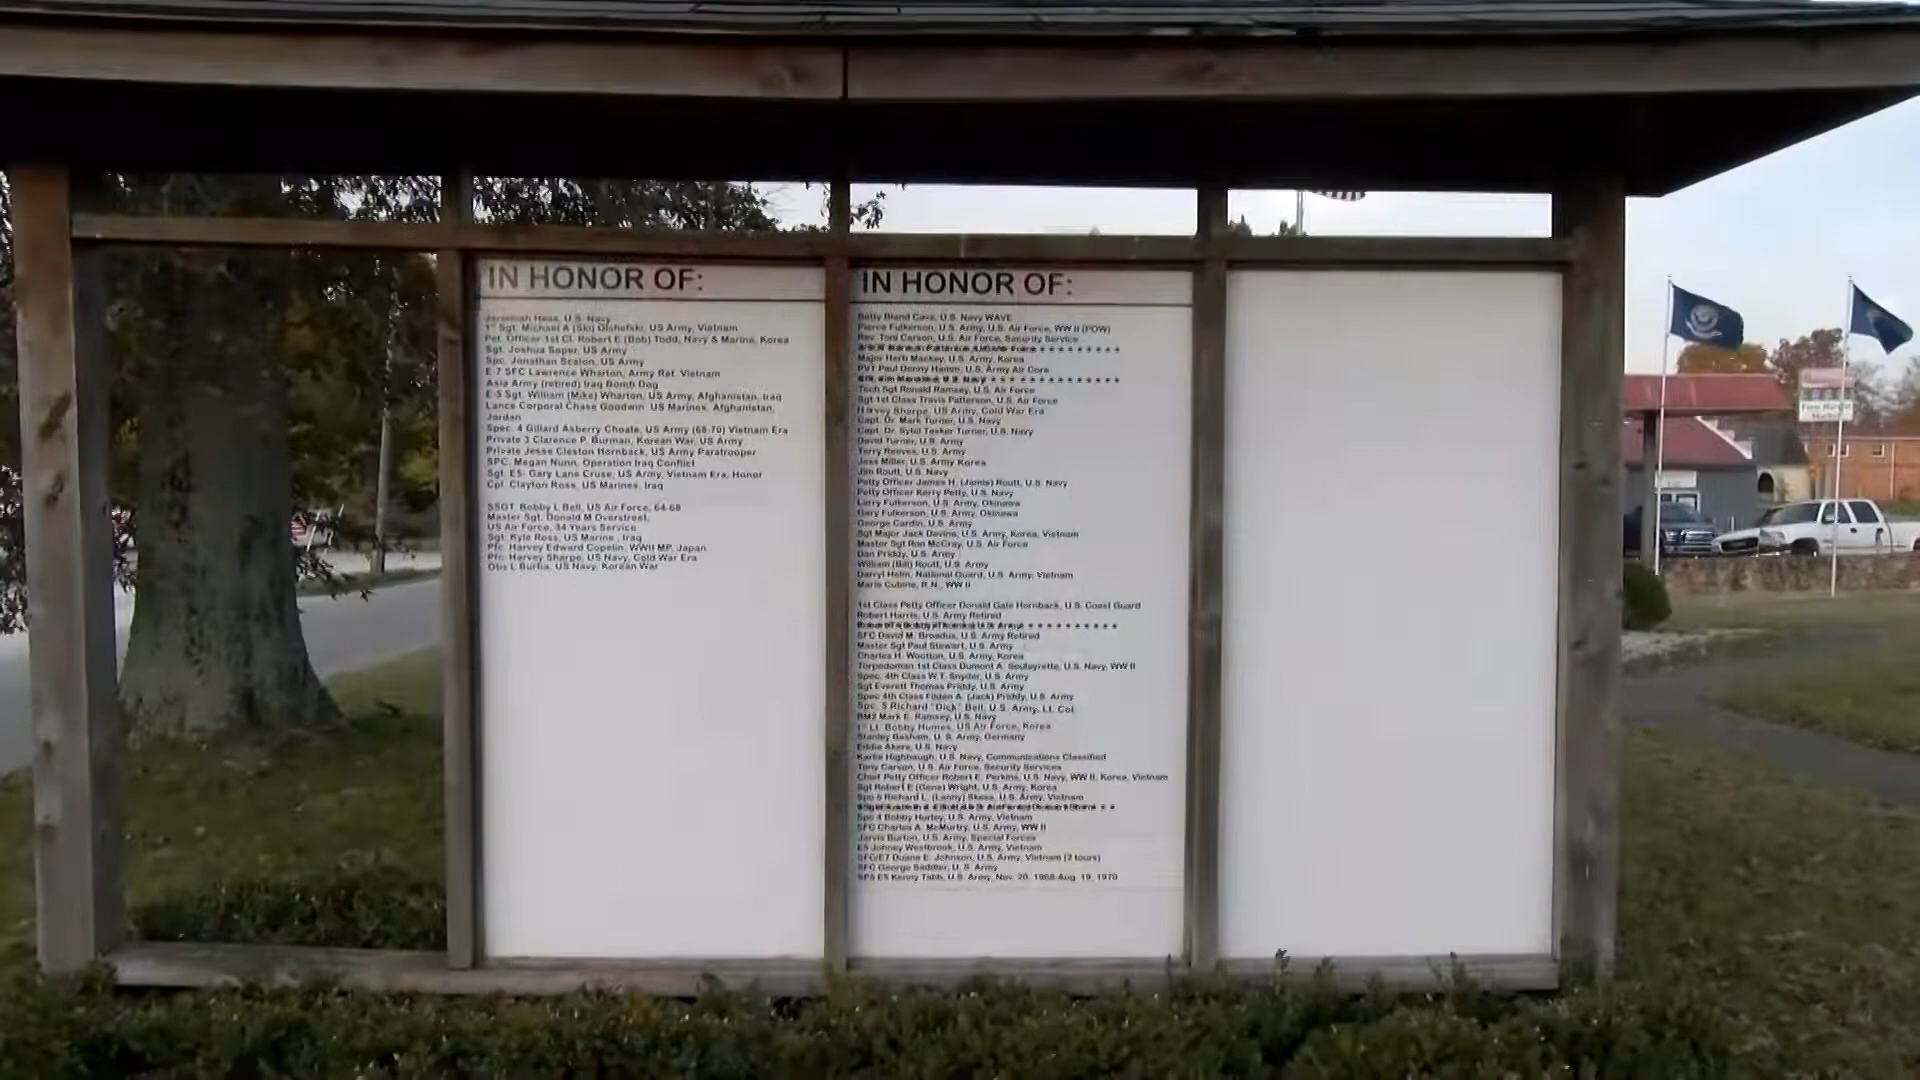 IN HONOR OF:
Jeremiah Hess, U.S. Navy
1st Sgt. Michael A (Ski) Olshefski, US Army, Vietnam
Pet. Officer 1st Cl. Robert E (Bob) Todd, Navy & Marine, Korea
Sgt. Joshua Soper, US Army
Spc. Jonathan Scalon, US Army
E-7 SFC Lawrence Wharton, Army Ret. Vietnam
Asia Army (retired) Iraq Bomb Dog
E-5 Sgt. William (Mike) Wharton, US Army, Afghanistan, Iraq
Lance Corporal Chase Goodwin US Marines, Afghanistan,
Jordan
Spec. 4 Gillard Asberry Choate, US Army (68-70) Vietnam Era
Private 3 Clarence P. Burman, Korean War, US Army
Private Jesse Cleston Hornback, US Army Paratrooper
SPC. Megan Nunn, Operation Iraq Conflict
Sgt. E5- Gary Lane Cruse, US Army, Vietnam Era, Honor
Cpl. Clayton Ross, US Marines, Iraq
SSGT. Bobby L Bell, US Air Force, 64-68
Master Sgt. Donald M Overstreet,
US Air Force, 34 Years Service
Sgt. Kyle Ross, US Marine , Iraq
Pfc. Harvey Edward Copelin, WWII MP, Japan
Pfc. Harvey Sharpe, US Navy, Cold War Era
Otis L Burba, US Navy, Korean War
IN HONOR OF:
Betty Bland Cave, U.S. Navy WAVE
Pierce Fulkerson, U.S. Army, U.S. Air Force, WW II (POW)
Rev. Toni Carson, U.S. Air Force, Security Service
Major Herb Mackey, U.S. Army, Korea
PVT Paul Denny Hamm, U.S. Army Air Core
Tech Sgt Ronald Ramsey, U.S. Air Force
Sgt 1st Class Travis Patterson, U.S. Air Force
Harvey Sharpe, US Army, Cold War Era
Capt. Dr. Mark Turner, U.S. Navy
Capt. Dr. Sybil Tasker Turner, U.S. Navy
David Turner, U.S. Army
Terry Reeves, U.S. Army
Jess Miller, U.S. Army Korea
Jim Routt, U.S. Navy
Petty Officer James H. (Jamie) Routt, U.S. Navy
Petty Officer Kerry Petty, U.S. Navy
Larry Fulkerson, U.S. Army, Okinawa
Gary Fulkerson, U.S. Army, Okinawa
George Cardin, U.S. Army
Sgt Major Jack Devine, U.S. Army, Korea, Vietnam
Master Sgt Ron McCray, U.S. Air Force
Dan Priddy, U.S. Army
William (Bill) Routt, U.S. Army
Darryl Helm, National Guard, U.S. Army, Vietnam
Marie Cubine, R.N., WW II
1st Class Petty Officer Donald Gale Hornback, U.S. Coast Guard
Robert Harris, U.S. Army Retired
SFC David M. Broadus, U.S. Army Retired
Master Sgt Paul Stewart, U.S. Army
Charles H. Wootton, U.S. Army, Korea
Torpedoman 1st Class Dumont A. Souleyrette, U.S. Navy, WW II
Spec. 4th Class W.T. Snyder, U.S. Army
Sgt Everett Thomas Priddy, U.S. Army
Spec 4th Class A. (Jack) Priddy, U.S. Army
Spc. 5 Richard "Dick" Bell, U.S. Army, Lt. Col.
BM2 Mark E. Ramsey, U.S. Navy
1st Lt. Bobby Humes, US Air Force, Korea
Stanley Basham, U. S. Army, Germany
Eddie Akers, U.S. Navy
Karlie Highbaugh, U.S. Navy, Communications Classified
Tony Carson, U.S. Air Force, Security Services
Chief Petty Officer Robert E. Perkins, U.S. Navy, WW II, Korea, Vietnam
Sgt Robert E (Gene) Wright, U.S. Army, Korea
Spc 5 Richard L. (Lanny) Skees, U.S. Army, Vietnam
Spc 4 Bobby Hurley, U.S. Army, Vietnam
SFC Charles A. McMurtry, U.S. Army, WW II
Jarvis Burton, U.S. Army, Special Forces
E5 Johney Westbrook, U.S. Army, Vietnam
SFC/E7 Duane E. Johnson, U.S. Army, Vietnam (2 tours)
SFC George Saddler, U. S. Army
SP5 E5 Kenny Tabb, U.S. Army, Nov. 20, 1968-Aug. 19, 1970